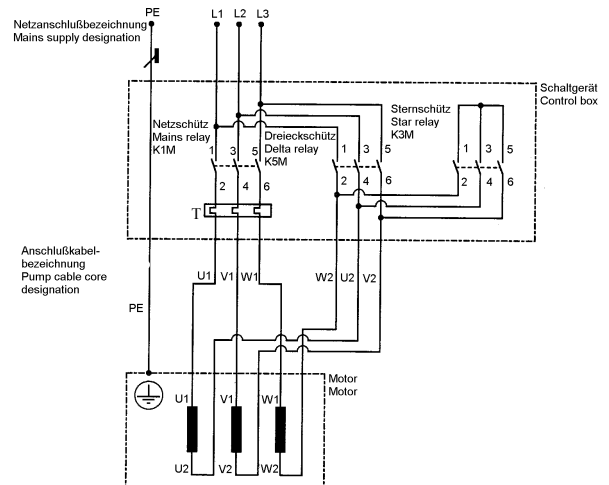 PE
L1 L2 L3
Netzanschlußbezeichnung
Mains supply designation
Schaltgerät
Control box
Netzschütz
Mains relay
K1M
Dreieckschütz
Delta relay
K5M
Sternschütz
Star relay
K3M
1 3 5
1 3 5
1 3 5
2 4 6
2 4 6
2 4 6
T
Anschlußkabel-
bezeichnung
Pump cable core
designation
U1 V1 W1
W2 U2 V2
PE
Motor
Motor
U1 V1 W1
U2 V2 W2